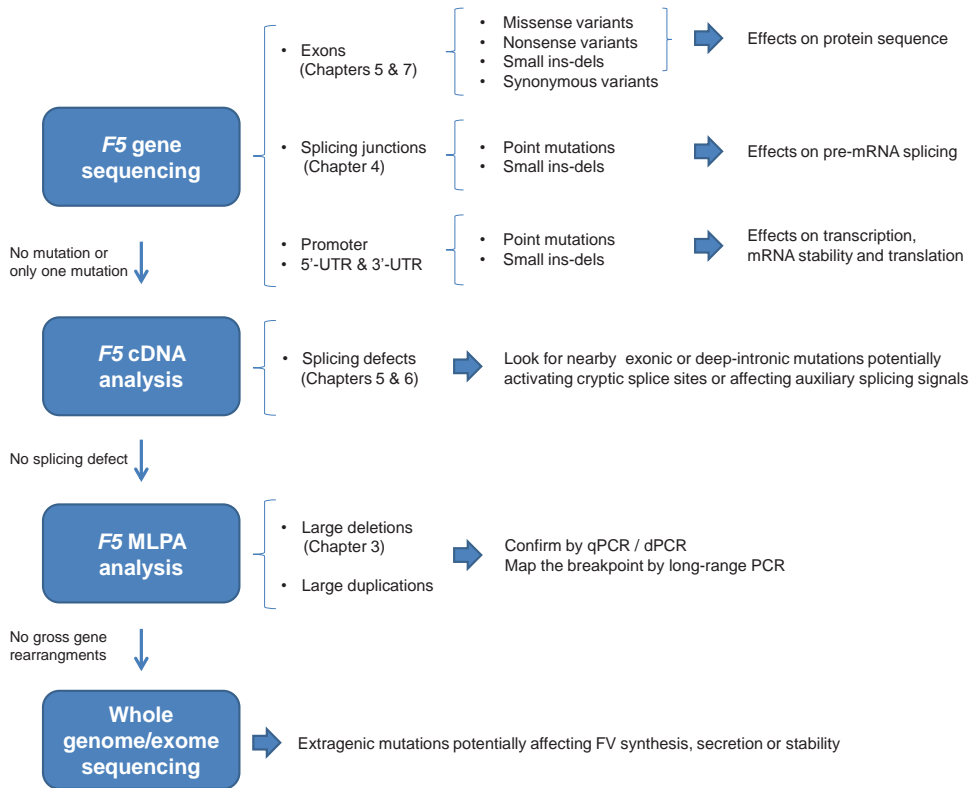 F5 gene
sequencing
• Exons
(Chapters 5 & 7)
• Missense variants
• Nonsense variants
• Small ins-dels
• Synonymous variants
Effects on protein sequence
• Splicing junctions
(Chapter 4)
• Point mutations
• Small ins-dels
Effects on pre-mRNA splicing
• Promoter
• 5’-UTR & 3’-UTR
• Point mutations
• Small ins-dels
Effects on transcription,
mRNA stability and translation
No mutation or
only one mutation
F5 cDNA
analysis
• Splicing defects
(Chapters 5 & 6)
Look for nearby exonic or deep-intronic mutations potentially
activating cryptic splice sites or affecting auxiliary splicing signals
No splicing defect
F5 MLPA
analysis
• Large deletions
(Chapter 3)
• Large duplications
Confirm by qPCR / dPCR
Map the breakpoint by long-range PCR
No gross gene
rearrangments
Whole
genome/exome
sequencing
Extragenic mutations potentially affecting FV synthesis, secretion or stability